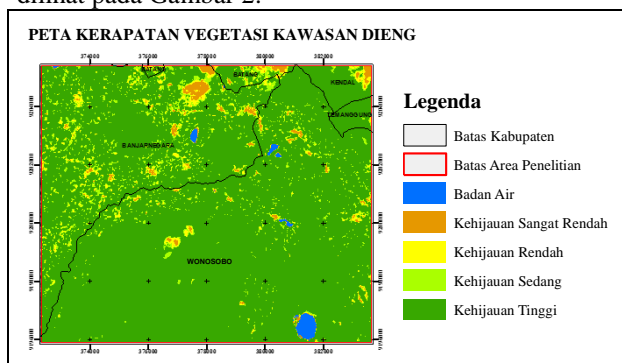 dilihat pada Gambar 2.
PETA KERAPATAN VEGETASI KAWASAN DIENG
374000 376000 378000 380000 382000
BATANG
BATANG
KENDAL
TEMANGGUNG
BANJARNEGARA
WONOSOBO
374000 376000 378000 380000 382000
Legenda
Batas Kabupaten
Batas Area Penelitian
Badan Air
Kehijauan Sangat Rendah
Kehijauan Rendah
Kehijauan Sedang
Kehijauan Tinggi